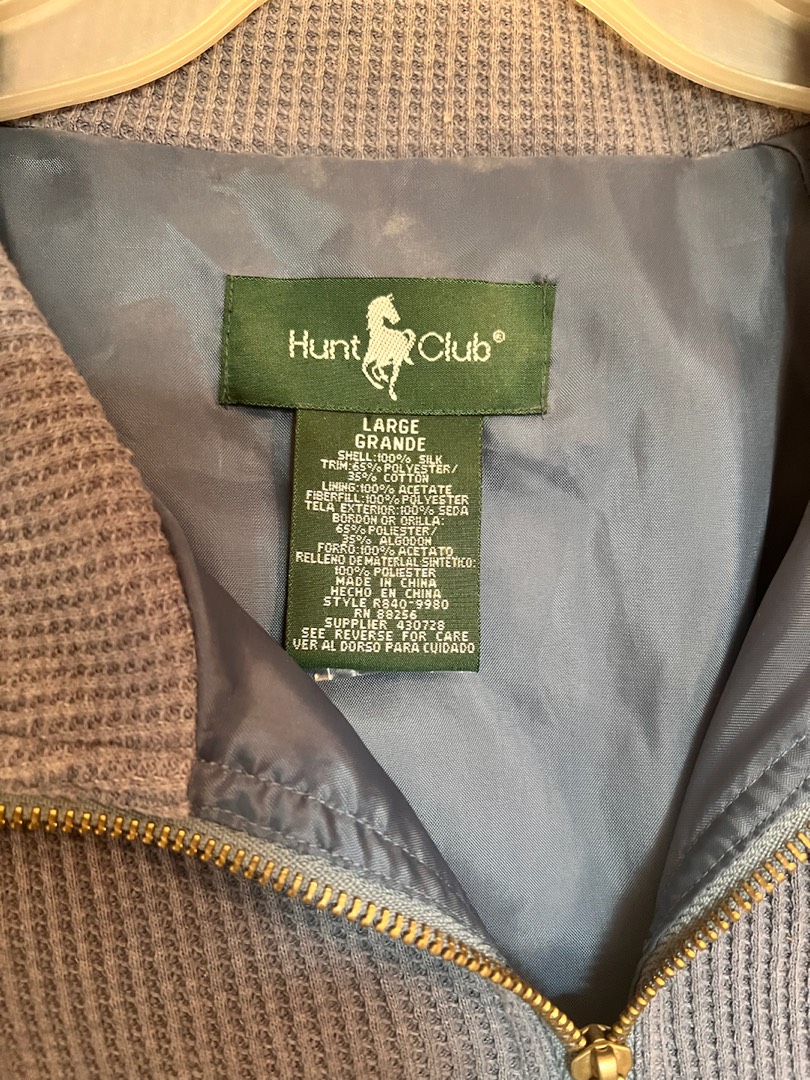 Hunt Club®
LARGE
GRANDE
SHELL:100% SILK
TRIM:65% POLYESTER/
35% COTTON
LINING:100% ACETATE
FIBERFILL:100% POLYESTER
TELA EXTERIOR:100% SEDA
BORDON OR ORILLA:
65% POLIESTER/
35% ALGODON
FORRO:100% ACETATO
RELLENO DE MATERIAL SINTETICO:
100% POLIESTER
MADE IN CHINA
HECHO EN CHINA
STYLE R840-9980
RN 88256
SUPPLIER 430728
SEE REVERSE FOR CARE
VER AL DORSO PARA CUIDADO